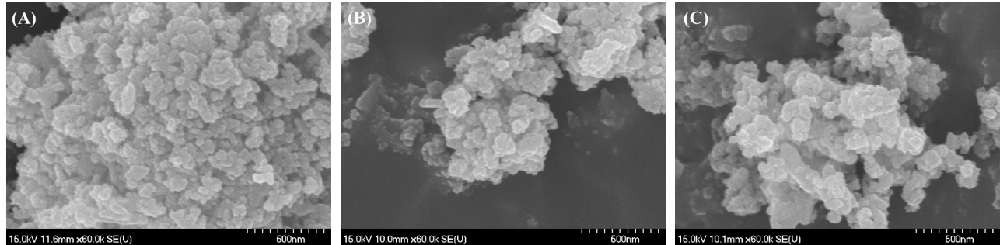 (A)
(B)
(C)
15.0kV 11.6mm x60.0k SE(U)
500nm
15.0kV 10.0mm x60.0k SE(U)
500nm
15.0kV 10.1mm x60.0k SE(U)
500nm